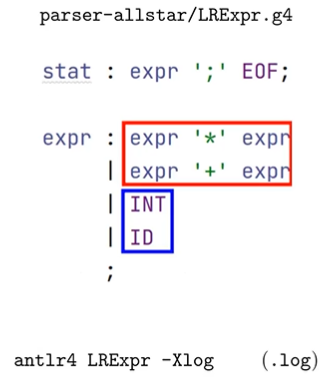 parser-allstar/LRExpr.g4
stat : expr ';' EOF;
expr : expr '*' expr
| expr '+' expr
| INT
| ID
;
antlr4 LRExpr -Xlog (.log)